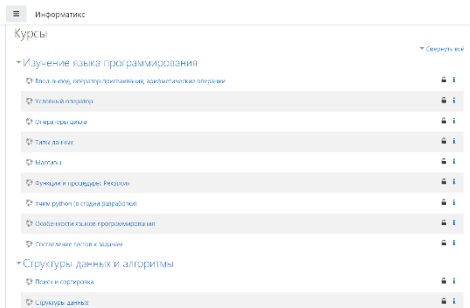 Информатикс
Курсы
Свернуть всё
Изучение языка программирования
Ввод-вывод, оператор присваивания, арифметические операции
Условный оператор
Операторы цикла
Типы данных
Массивы
Функции и процедуры. Рекурсия
Учим python (в стадии разработки)
Особенности языков программирования
Составление тестов к задачам
Структуры данных и алгоритмы
Поиск и сортировка
Структуры данных